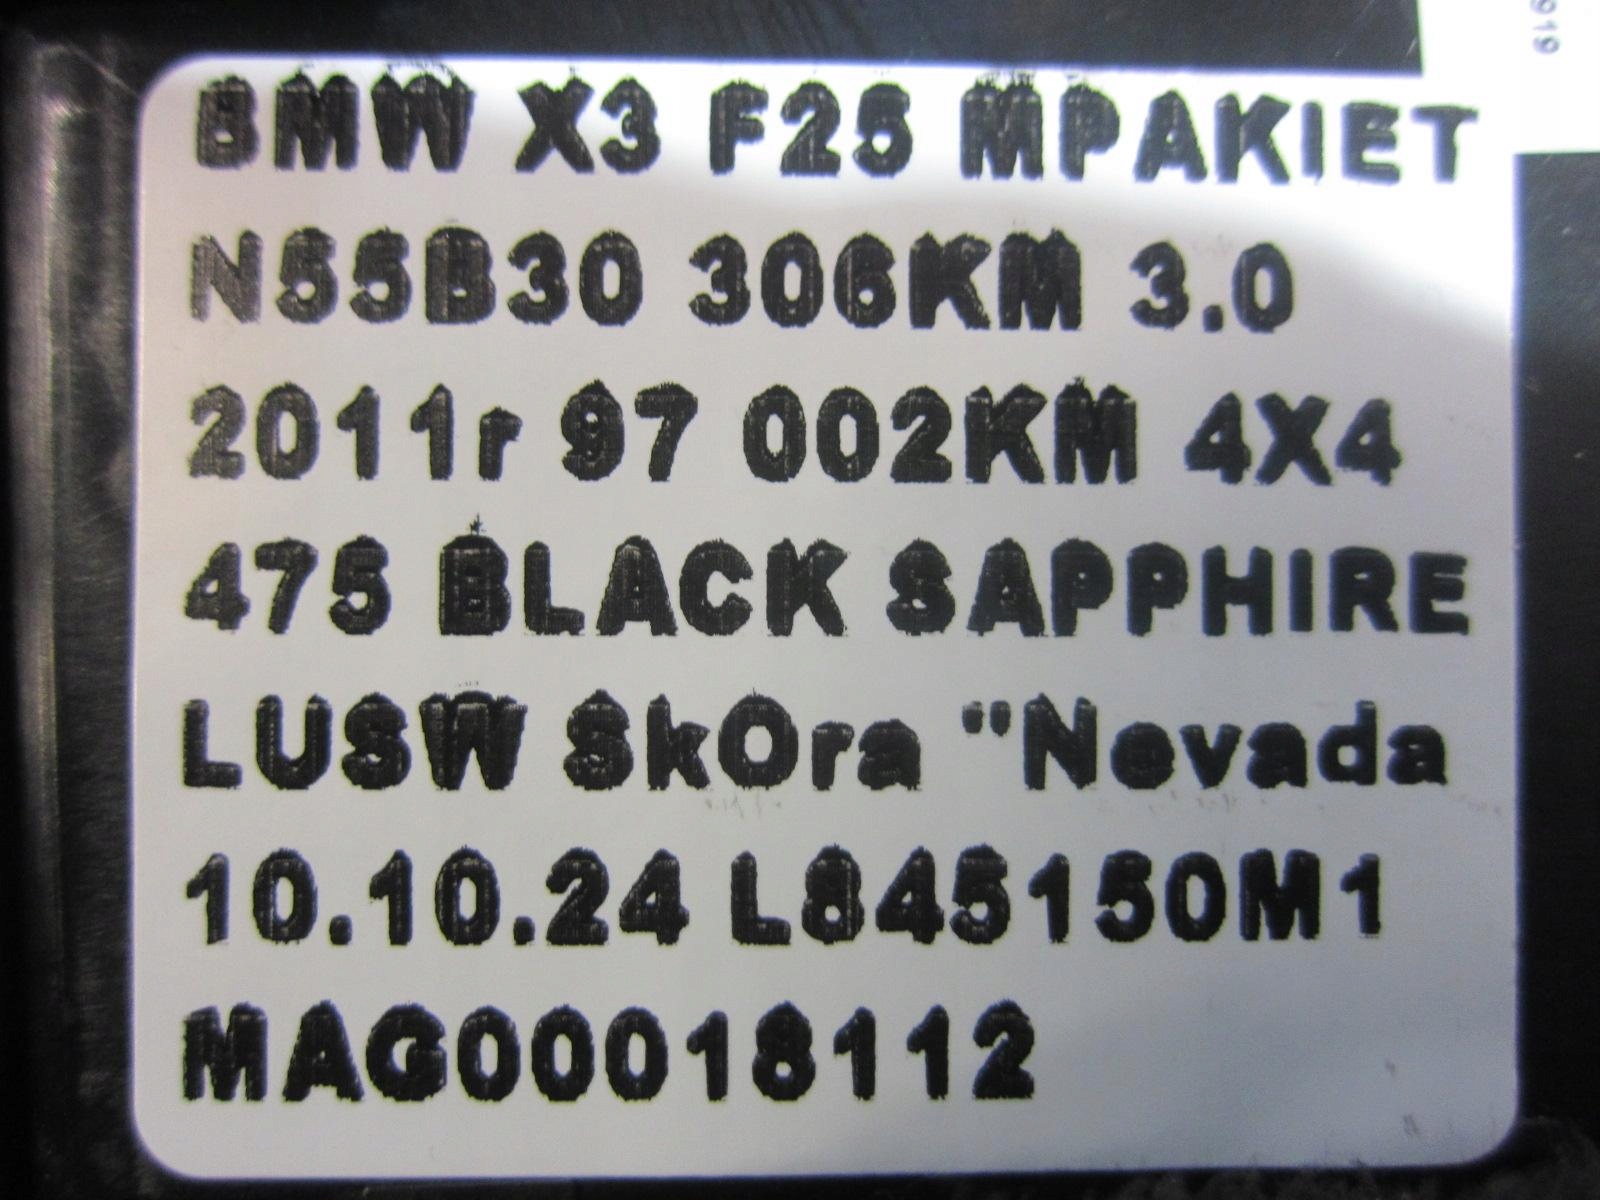 919
BMW X3 F25 MPAKIET
N55B30 306KM 3.0
2011r 97 002KM 4X4
475 BLACK SAPPHIRE
LUSW SkOra "Nevada
10.10.24 L845150M1
MAG00018112